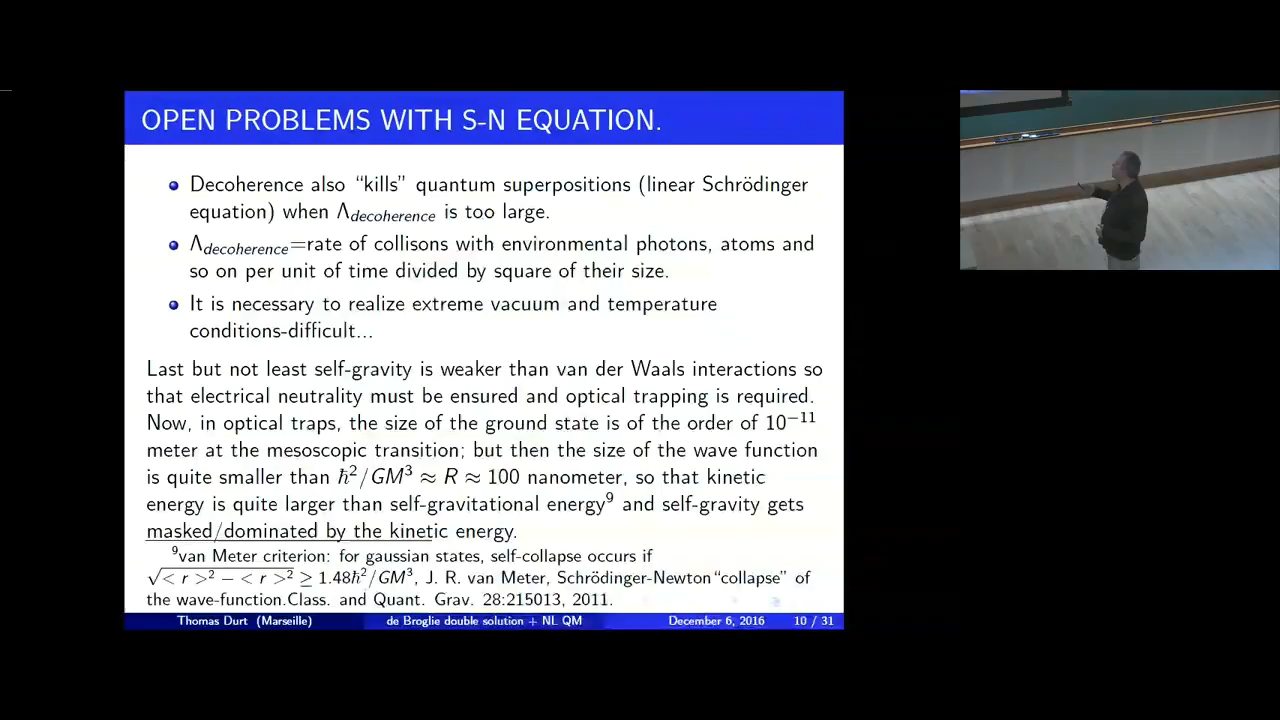 OPEN PROBLEMS WITH S-N EQUATION.
Decoherence also “kills” quantum superpositions (linear Schrödinger
equation) when Λdecoherence is too large.
Λdecoherence=rate of collisons with environmental photons, atoms and
so on per unit of time divided by square of their size.
It is necessary to realize extreme vacuum and temperature
conditions-difficult...
Last but not least self-gravity is weaker than van der Waals interactions so
that electrical neutrality must be ensured and optical trapping is required.
Now, in optical traps, the size of the ground state is of the order of 10⁻¹¹
meter at the mesoscopic transition; but then the size of the wave function
is quite smaller than ħ²/GM³ ≈ R ≈ 100 nanometer, so that kinetic
energy is quite larger than self-gravitational energy⁹ and self-gravity gets
masked/dominated by the kinetic energy.
⁹van Meter criterion: for gaussian states, self-collapse occurs if
√<r>² − <r>² ≥ 1.48ħ²/GM³, J. R. van Meter, Schrödinger-Newton “collapse” of
the wave-function.Class. and Quant. Grav. 28:215013, 2011.
Thomas Durt (Marseille) de Broglie double solution + NL QM December 6, 2016 10 / 31